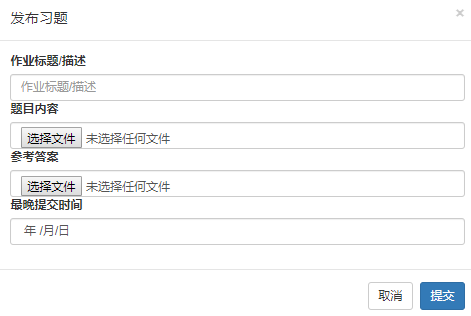 发布习题
×
作业标题/描述
作业标题/描述
题目内容
选择文件 未选择任何文件
参考答案
选择文件 未选择任何文件
最晚提交时间
年 /月/日
取消 提交